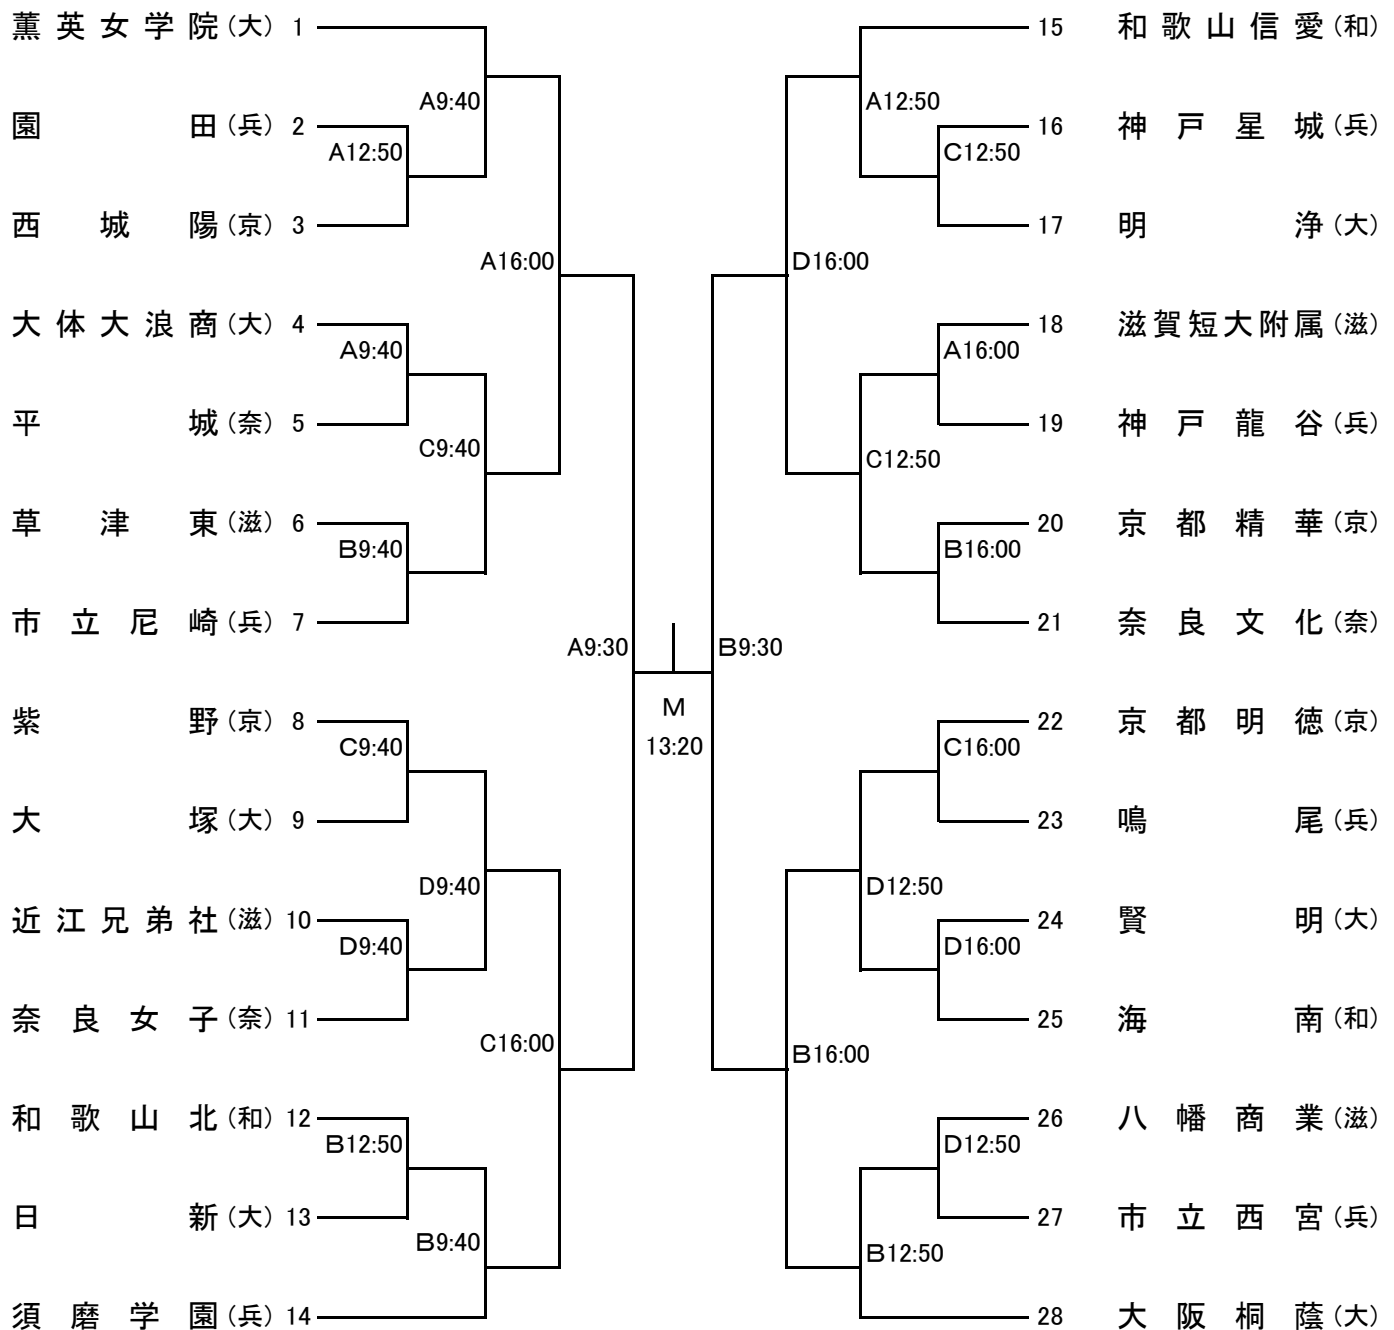 薫英女学院（大） 1
A9:40
園田（兵） 2
A12:50
西城陽（京） 3
A16:00
大体大浪商（大） 4
A9:40
平城（奈） 5
C9:40
草津東（滋） 6
B9:40
市立尼崎（兵） 7
A9:30
紫野（京） 8
C9:40
大塚（大） 9
D9:40
近江兄弟社（滋） 10
D9:40
奈良女子（奈） 11
C16:00
和歌山北（和） 12
B12:50
日新（大） 13
B9:40
須磨学園（兵） 14
M
13:20
15 和歌山信愛（和）
A12:50
16 神戸星城（兵）
C12:50
17 明浄（大）
D16:00
18 滋賀短大附属（滋）
A16:00
19 神戸龍谷（兵）
C12:50
20 京都精華（京）
B16:00
21 奈良文化（奈）
B9:30
22 京都明徳（京）
C16:00
23 鳴尾（兵）
D12:50
24 賢明（大）
D16:00
25 海南（和）
B16:00
26 八幡商業（滋）
D12:50
27 市立西宮（兵）
B12:50
28 大阪桐蔭（大）